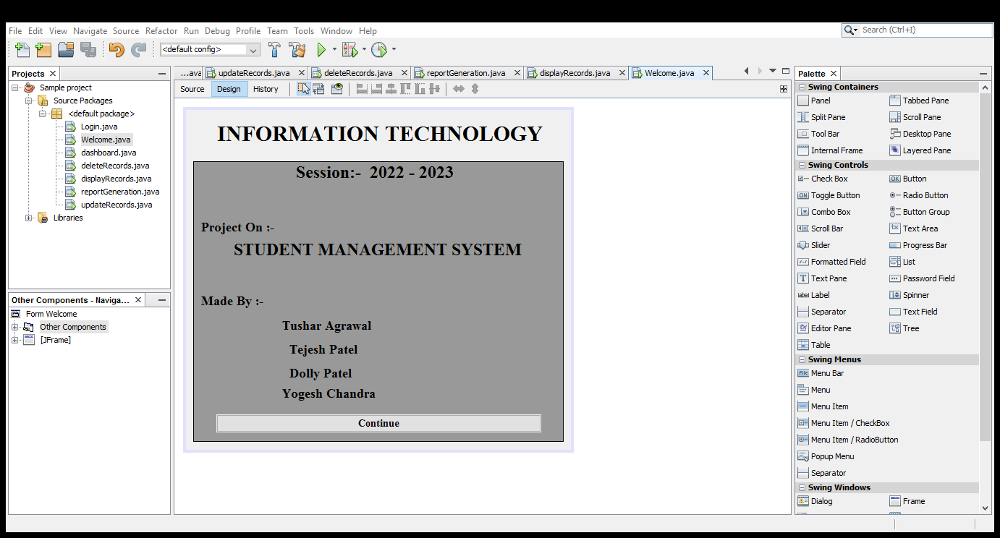 File Edit View Navigate Source Refactor Run Debug Profile Team Tools Window Help
Search (Ctrl+I)
<default config>
Projects
Sample project
Source Packages
<default package>
Login.java
Welcome.java
dashboard.java
deleteRecords.java
displayRecords.java
reportGeneration.java
updateRecords.java
Libraries
Other Components - Naviga...
Form Welcome
Other Components
[JFrame]
...ava updateRecords.java deleteRecords.java reportGeneration.java displayRecords.java Welcome.java
Source Design History
INFORMATION TECHNOLOGY
Session:- 2022 - 2023
Project On :-
STUDENT MANAGEMENT SYSTEM
Made By :-
Tushar Agrawal
Tejesh Patel
Dolly Patel
Yogesh Chandra
Continue
Palette
Swing Containers
Panel Tabbed Pane
Split Pane Scroll Pane
Tool Bar Desktop Pane
Internal Frame Layered Pane
Swing Controls
Check Box OK Button
ON Toggle Button Radio Button
Combo Box Button Group
Scroll Bar Text Area
Slider Progress Bar
Formatted Field List
T Text Pane Password Field
label Label Spinner
Separator Text Field
Editor Pane Tree
Table
Swing Menus
File Menu Bar
Menu
Menu Item
Menu Item / CheckBox
Menu Item / RadioButton
Popup Menu
Separator
Swing Windows
Dialog Frame